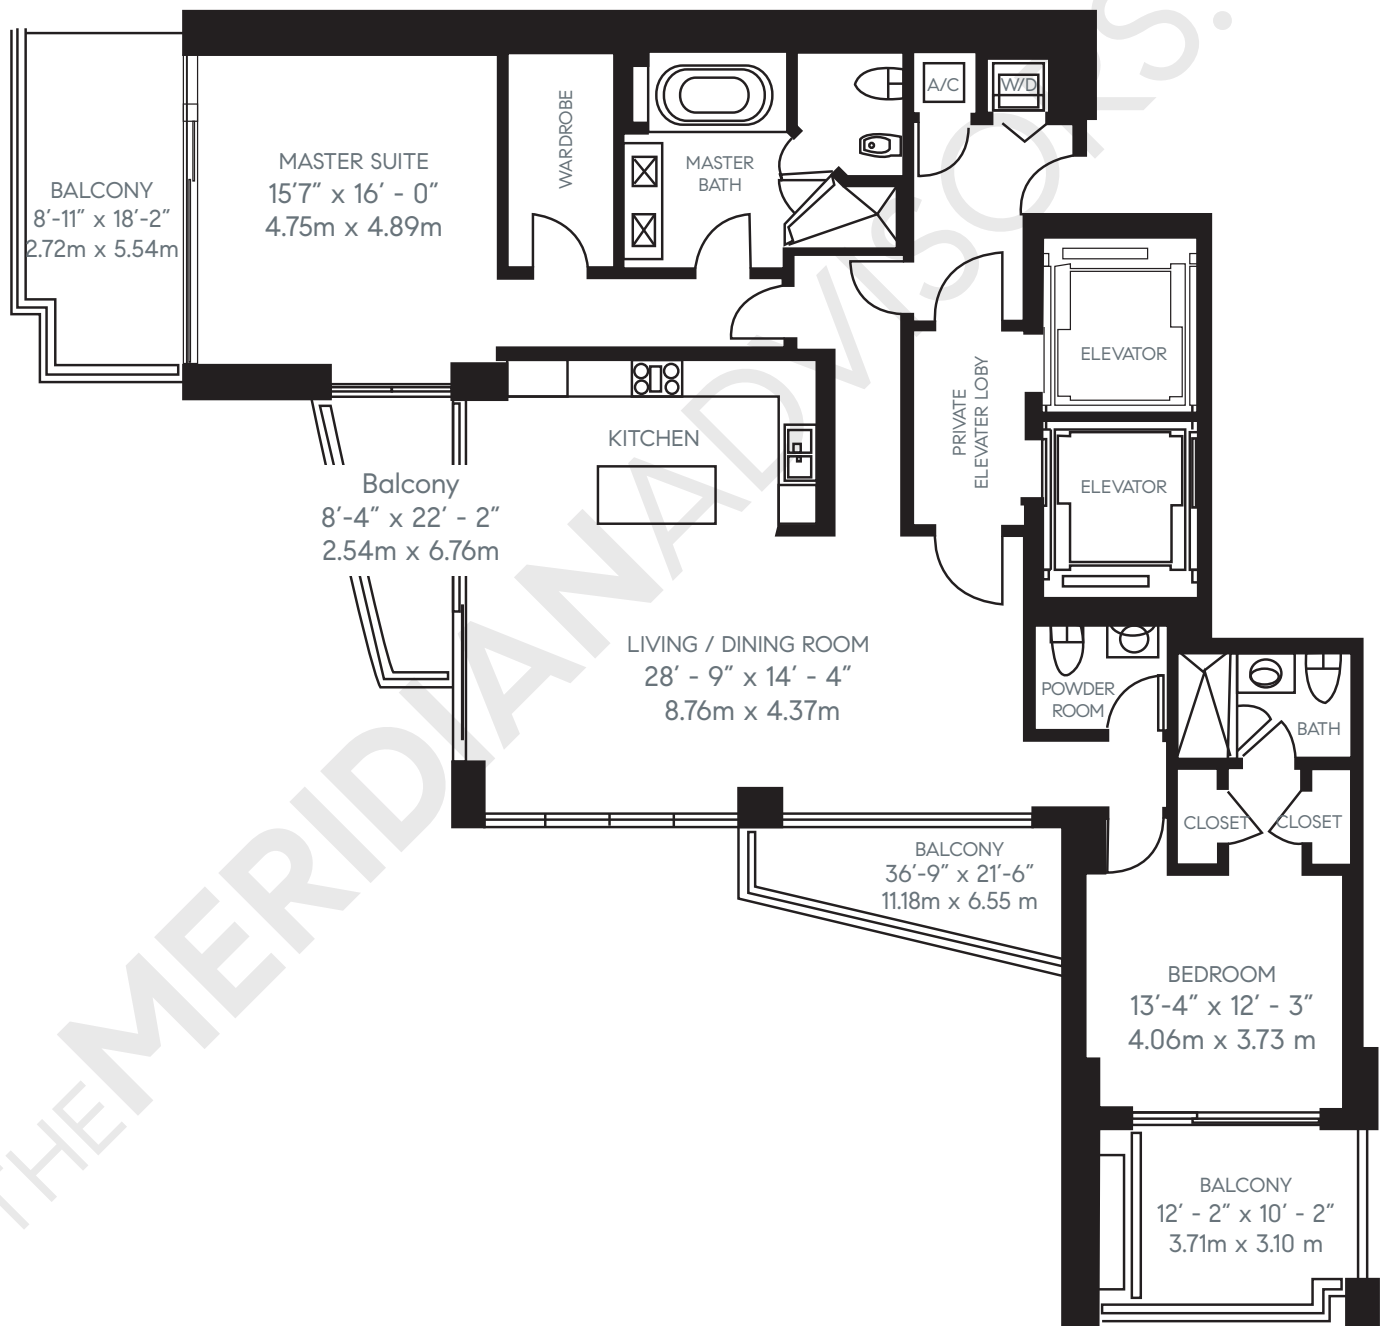 BALCONY
8'-11" x 18'-2"
2.72m x 5.54m
MASTER SUITE
15'7" x 16' - 0"
4.75m x 4.89m
WARDROBE
MASTER
BATH
A/C
W/D
ELEVATOR
PRIVATE
ELEVATER LOBY
ELEVATOR
KITCHEN
Balcony
8'-4" x 22' - 2"
2.54m x 6.76m
LIVING / DINING ROOM
28' - 9" x 14' - 4"
8.76m x 4.37m
POWDER
ROOM
BATH
CLOSET
CLOSET
BALCONY
36'-9" x 21'-6"
11.18m x 6.55 m
BEDROOM
13'-4" x 12' - 3"
4.06m x 3.73 m
BALCONY
12' - 2" x 10' - 2"
3.71m x 3.10 m
THEMERIDIANADVISORS.